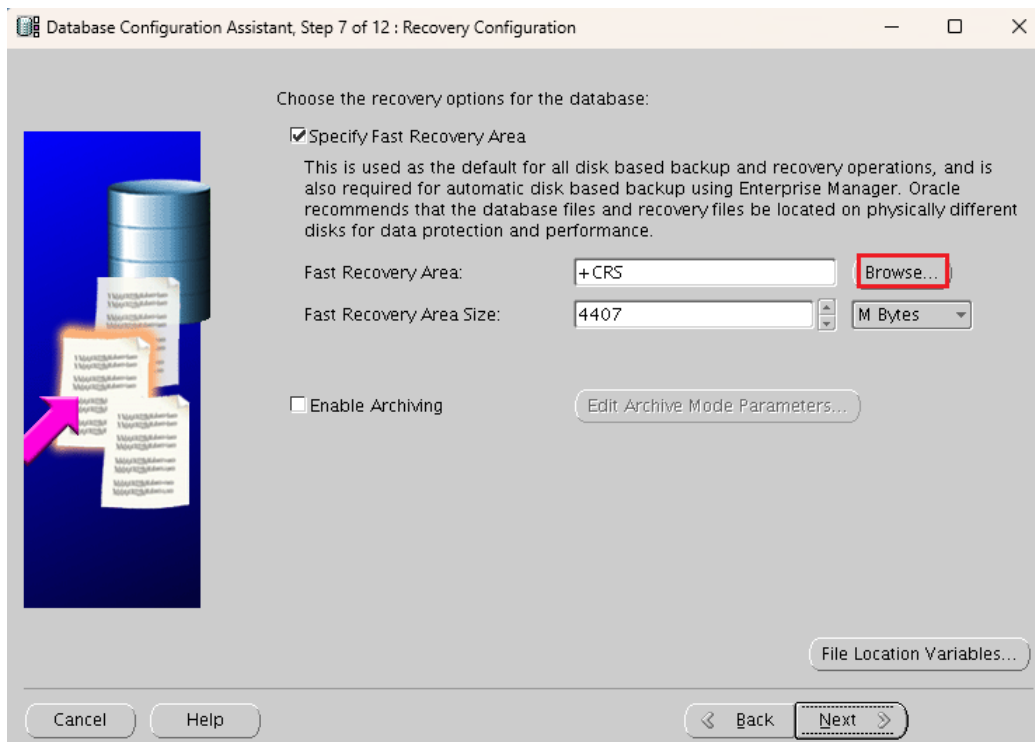 Database Configuration Assistant, Step 7 of 12 : Recovery Configuration
Choose the recovery options for the database:
Specify Fast Recovery Area
This is used as the default for all disk based backup and recovery operations, and is
also required for automatic disk based backup using Enterprise Manager. Oracle
recommends that the database files and recovery files be located on physically different
disks for data protection and performance.
Fast Recovery Area: +CRS Browse...
Fast Recovery Area Size: 4407 M Bytes
Enable Archiving Edit Archive Mode Parameters...
File Location Variables...
Cancel Help Back Next